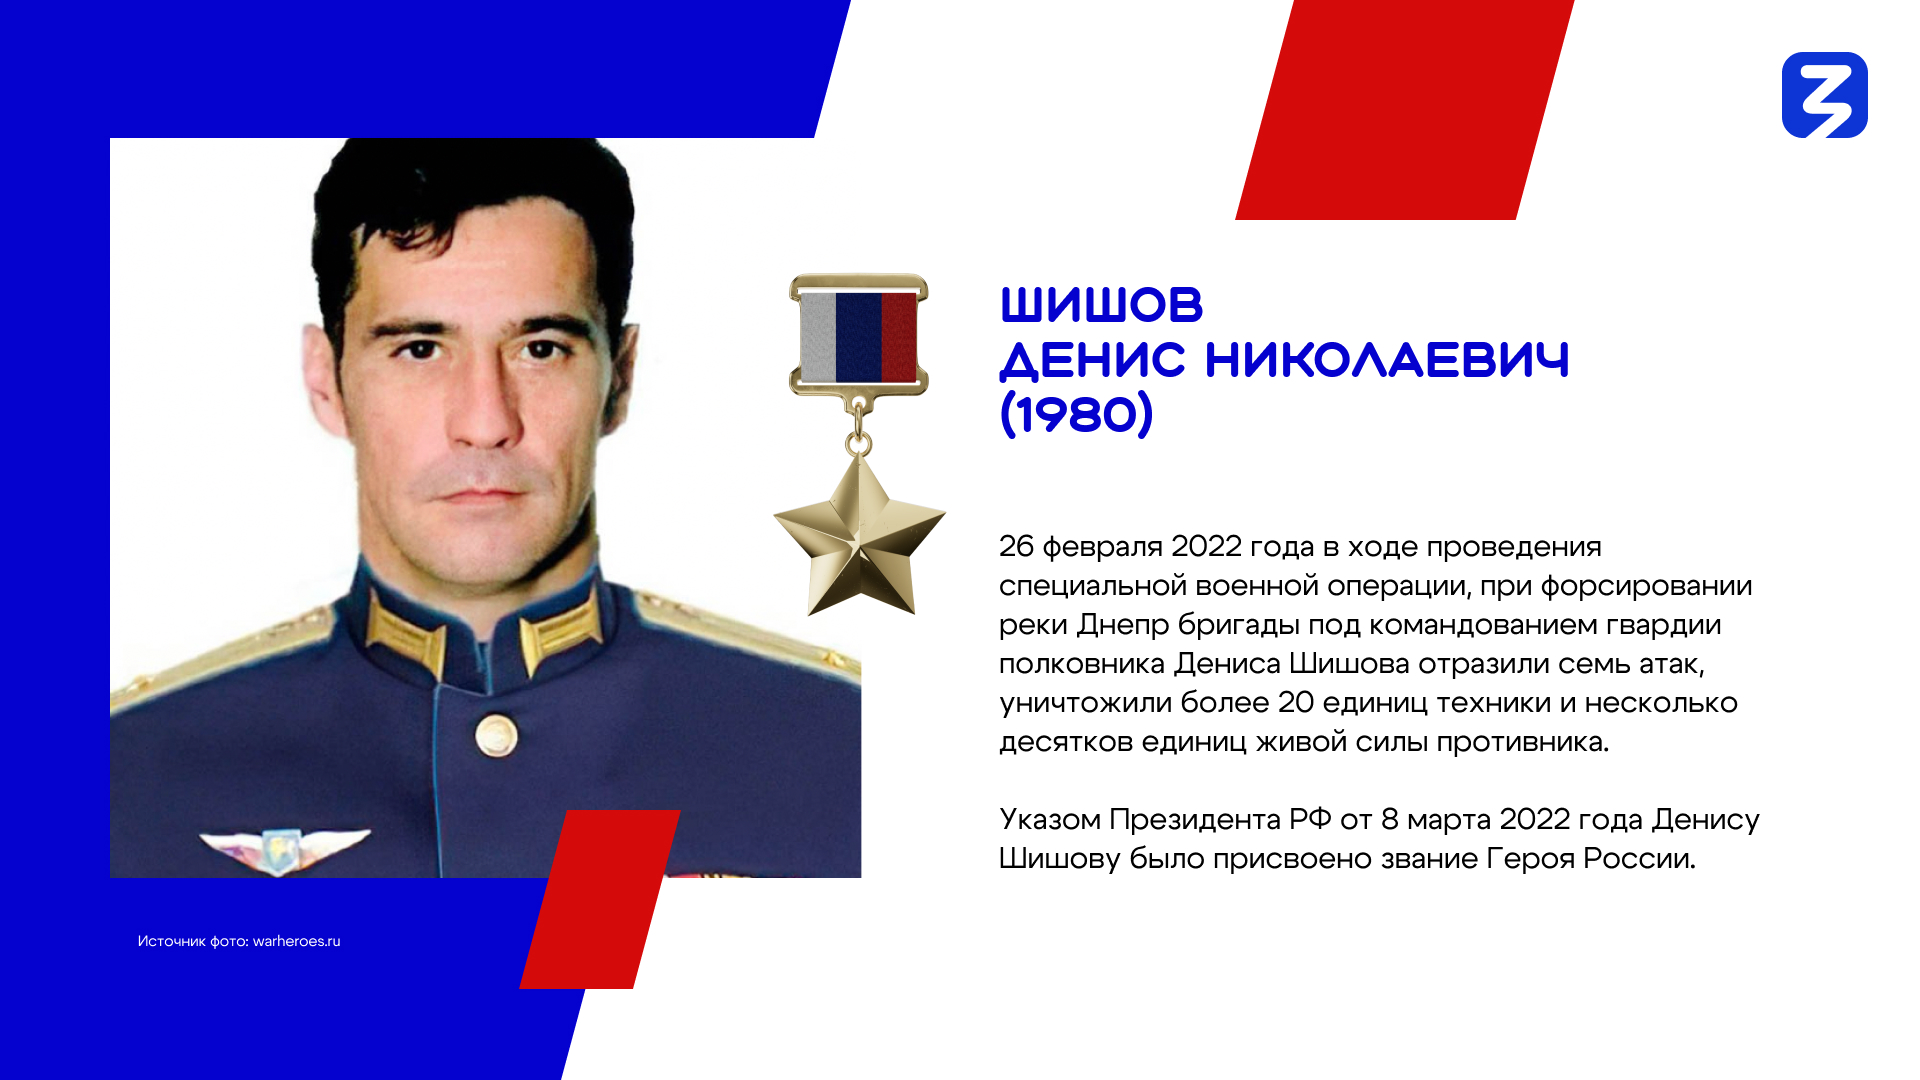 ШИШОВ
ДЕНИС НИКОЛАЕВИЧ
(1980)
26 февраля 2022 года в ходе проведения
специальной военной операции, при форсировании
реки Днепр бригады под командованием гвардии
полковника Дениса Шишова отразили семь атак,
уничтожили более 20 единиц техники и несколько
десятков единиц живой силы противника.
Указом Президента РФ от 8 марта 2022 года Денису
Шишову было присвоено звание Героя России.
Источник фото: warheroes.ru